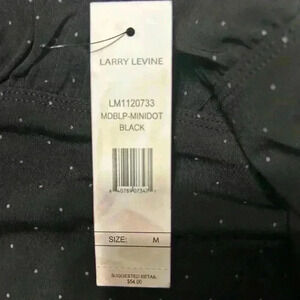 LARRY LEVINE
LM1120733
MDBLP-MINIDOT
BLACK
SIZE: M
SUGGESTED RETAIL
$54.00